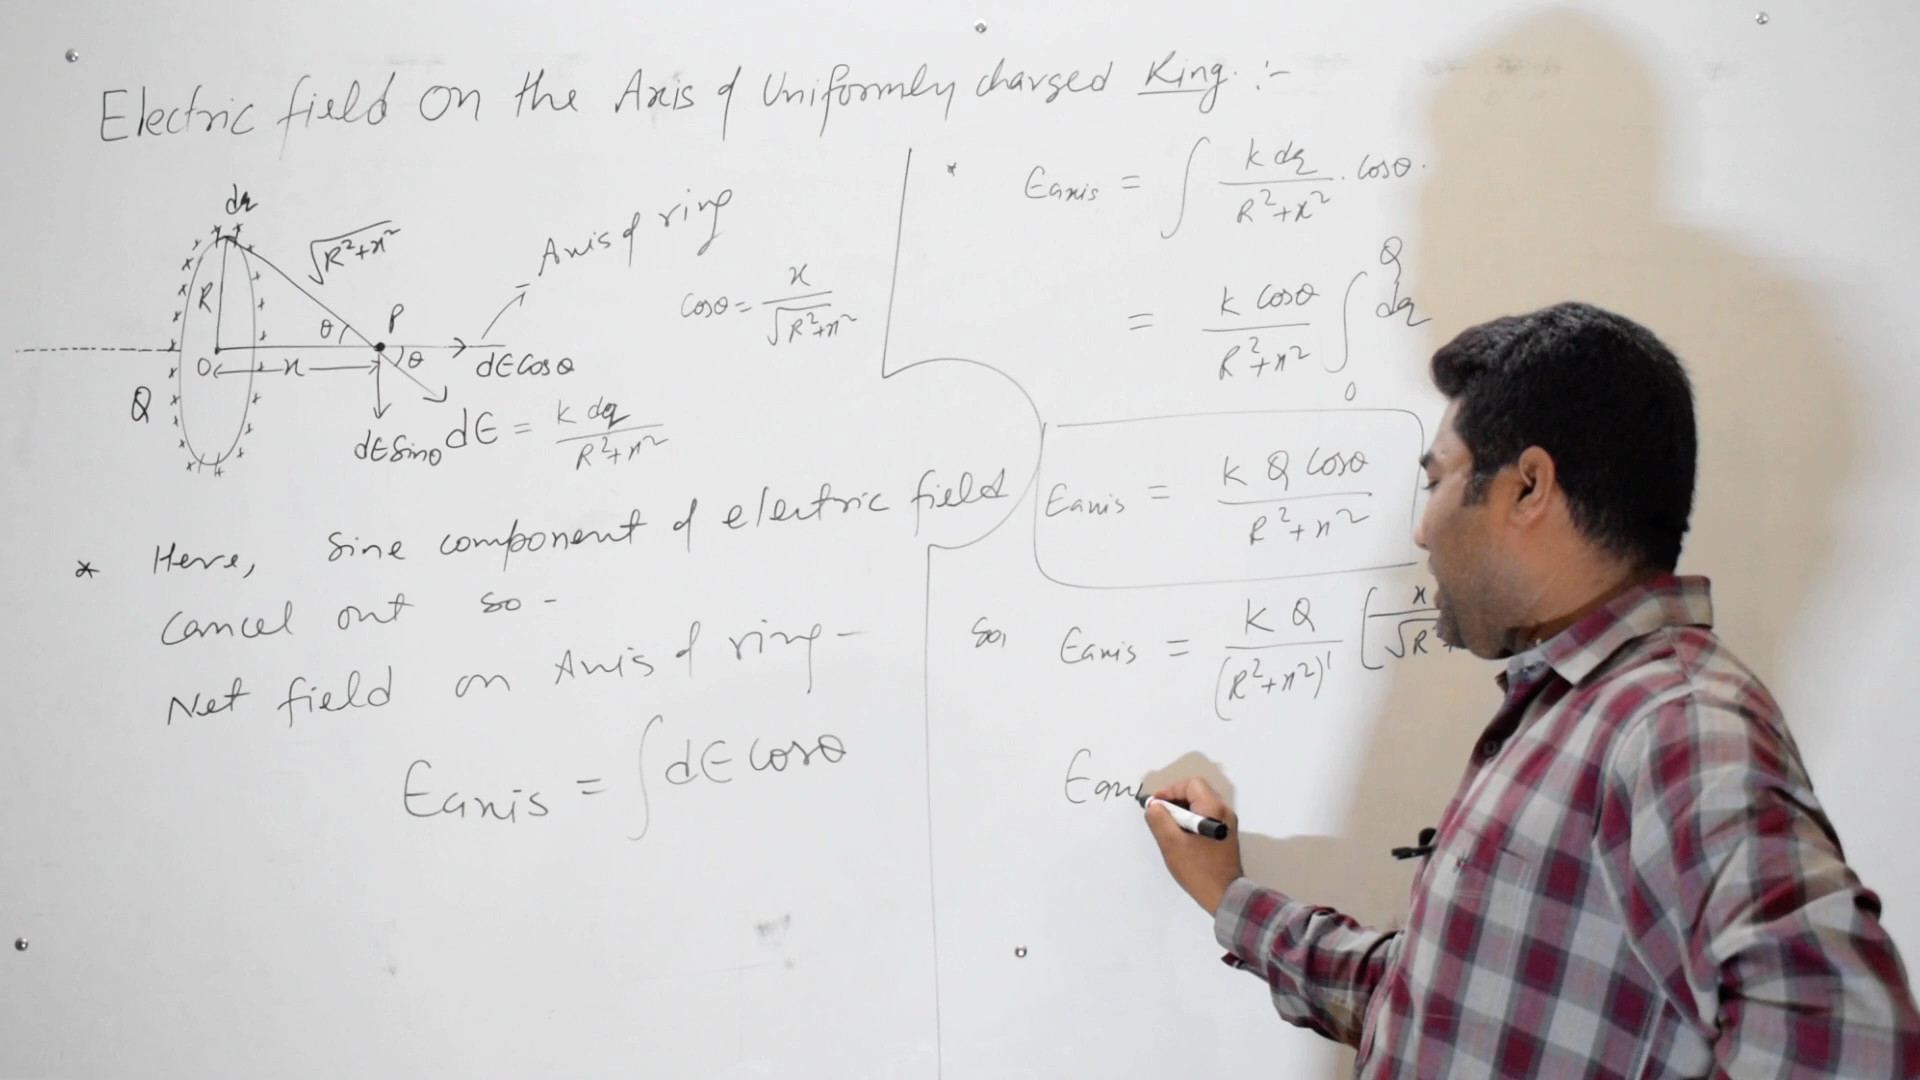 Electric field on the Axis of Uniformly charged Ring :-
dq
√R²+x²
Axis of ring
R
θ
P
cosθ = x/√R²+x²
O
x
θ
dE cosθ
Q
dE sinθ
dE = k dq/R²+x²
* Here, sine component of electric field
cancel out so -
Net field on Axis of ring -
Eaxis = ∫ dE cosθ
* Eaxis = ∫ k dq/R²+x² . cosθ.
= k cosθ/R²+x² ∫₀^Q dq
Eaxis = k Q cosθ/R²+x²
So, Eaxis = k Q/(R²+x²)¹ [x/√R
Eaxi